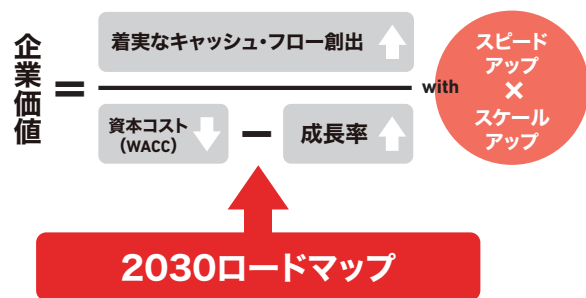 企業価値
=
着実なキャッシュ・フロー創出
資本コスト
(WACC)
ー
成長率
with
スピード
アップ
×
スケール
アップ
2030ロードマップ